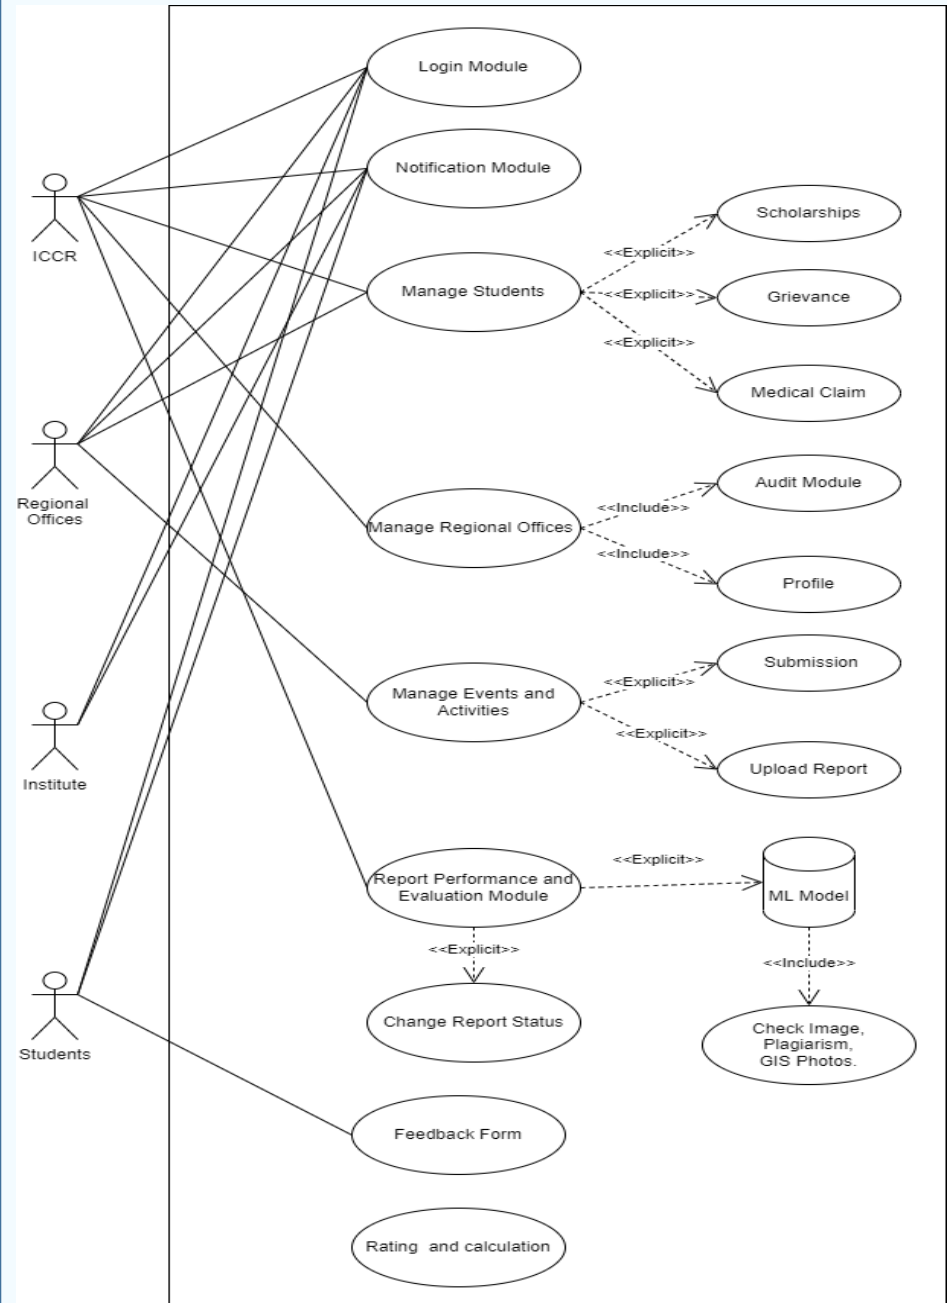 Login Module
Notification Module
ICCR
Scholarships
<<Explicit>>
Manage Students
<<Explicit>>
Grievance
<<Explicit>>
Medical Claim
Regional
Offices
Audit Module
<<Include>>
Manage Regional Offices
<<Include>>
Profile
Submission
<<Explicit>>
Manage Events and
Activities
<<Explicit>>
Upload Report
Institute
Report Performance and
Evaluation Module
<<Explicit>>
ML Model
<<Explicit>>
<<Include>>
Change Report Status
Check Image,
Plagiarism,
GIS Photos.
Students
Feedback Form
Rating and calculation